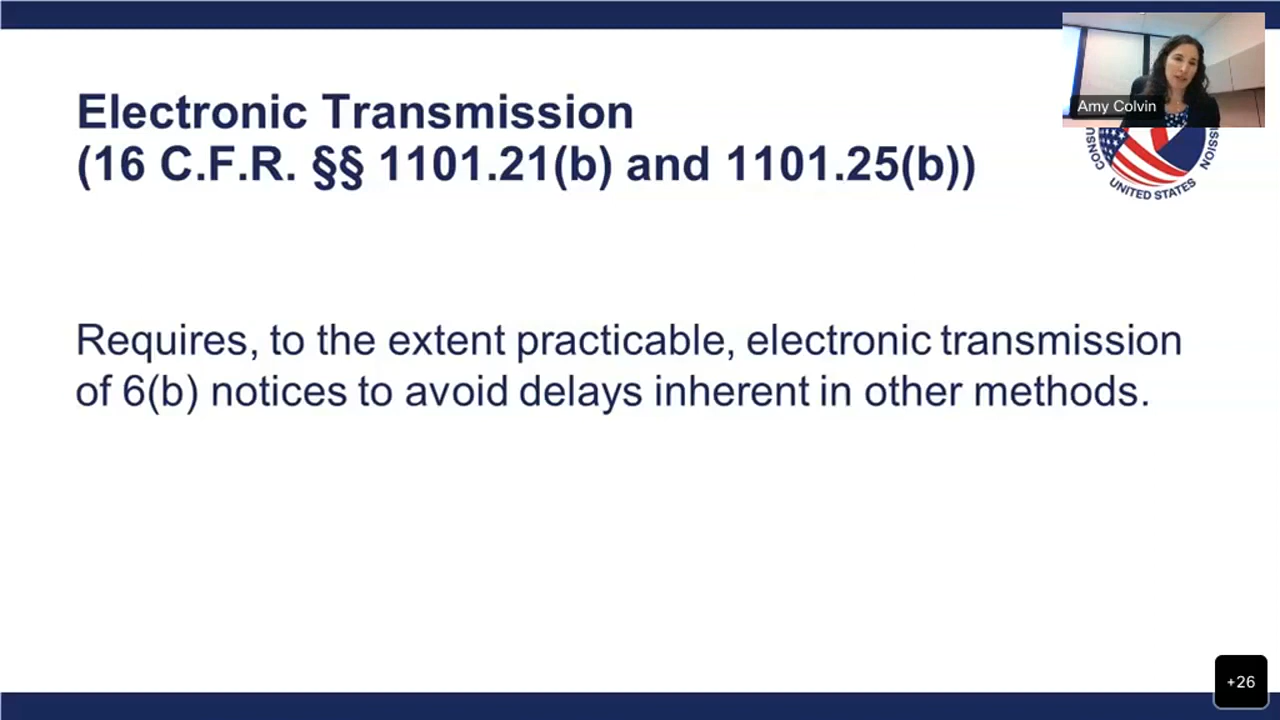 Electronic Transmission
(16 C.F.R. §§ 1101.21(b) and 1101.25(b))
Amy Colvin
UNITED STATES
Requires, to the extent practicable, electronic transmission
of 6(b) notices to avoid delays inherent in other methods.
+26